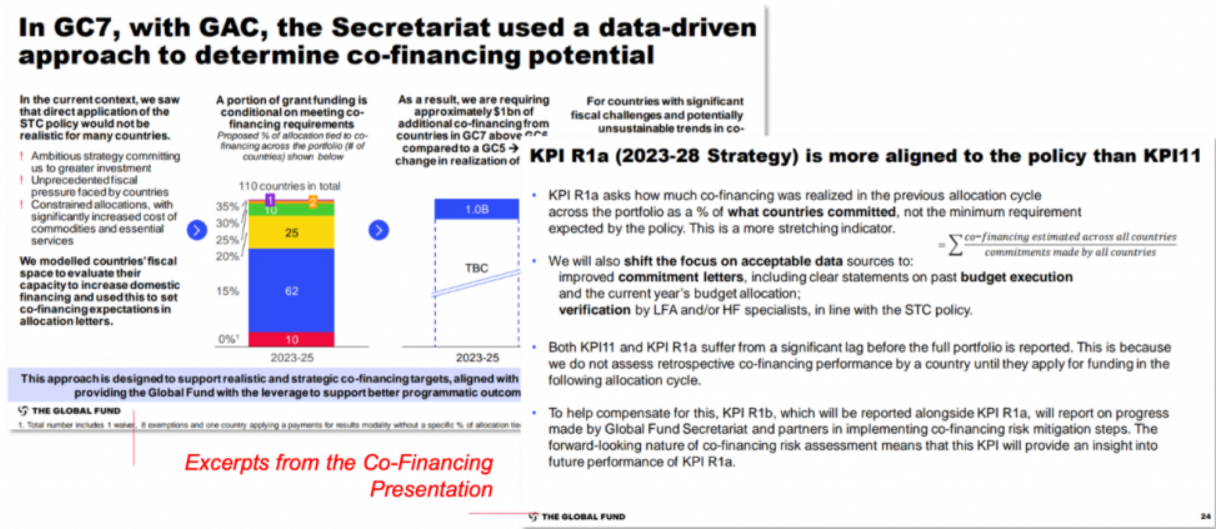 In GC7, with GAC, the Secretariat used a data-driven
approach to determine co-financing potential
In the current context, we saw
that direct application of the
STC policy would not be
realistic for many countries.
! Ambitious strategy committing
us to greater investment
! Unprecedented fiscal
pressure faced by countries
! Constrained allocations, with
significantly increased cost of
commodities and essential
services
We modelled countries' fiscal
space to evaluate their
capacity to increase domestic
financing and used this to set
co-financing expectations in
allocation letters.
A portion of grant funding is
conditional on meeting co-
financing requirements
Proposed % of allocation tied to co-
financing across the portfolio (# of
countries) shown below
110 countries in total
35%
30%
25%
20%
15%
0%¹
1
2
10
25
62
10
2023-25
As a result, we are requiring
approximately $1bn of
additional co-financing from
countries in GC7 above GC6
compared to a GC5 →
change in realization of
1.0B
TBC
2023-25
For countries with significant
fiscal challenges and potentially
unsustainable trends in co-
This approach is designed to support realistic and strategic co-financing targets, aligned with
providing the Global Fund with the leverage to support better programmatic outcom
THE GLOBAL FUND
1. Total number includes 1 waiver, 8 exemptions and one country applying a payments for results modality without a specific % of allocation tie
Excerpts from the Co-Financing
Presentation
KPI R1a (2023-28 Strategy) is more aligned to the policy than KPI11
• KPI R1a asks how much co-financing was realized in the previous allocation cycle
across the portfolio as a % of what countries committed, not the minimum requirement
expected by the policy. This is a more stretching indicator.
= ∑ co-financing estimated across all countries
commitments made by all countries
• We will also shift the focus on acceptable data sources to:
improved commitment letters, including clear statements on past budget execution
and the current year's budget allocation;
verification by LFA and/or HF specialists, in line with the STC policy.
• Both KPI11 and KPI R1a suffer from a significant lag before the full portfolio is reported. This is because
we do not assess retrospective co-financing performance by a country until they apply for funding in the
following allocation cycle.
• To help compensate for this, KPI R1b, which will be reported alongside KPI R1a, will report on progress
made by Global Fund Secretariat and partners in implementing co-financing risk mitigation steps. The
forward-looking nature of co-financing risk assessment means that this KPI will provide an insight into
future performance of KPI R1a.
THE GLOBAL FUND
24